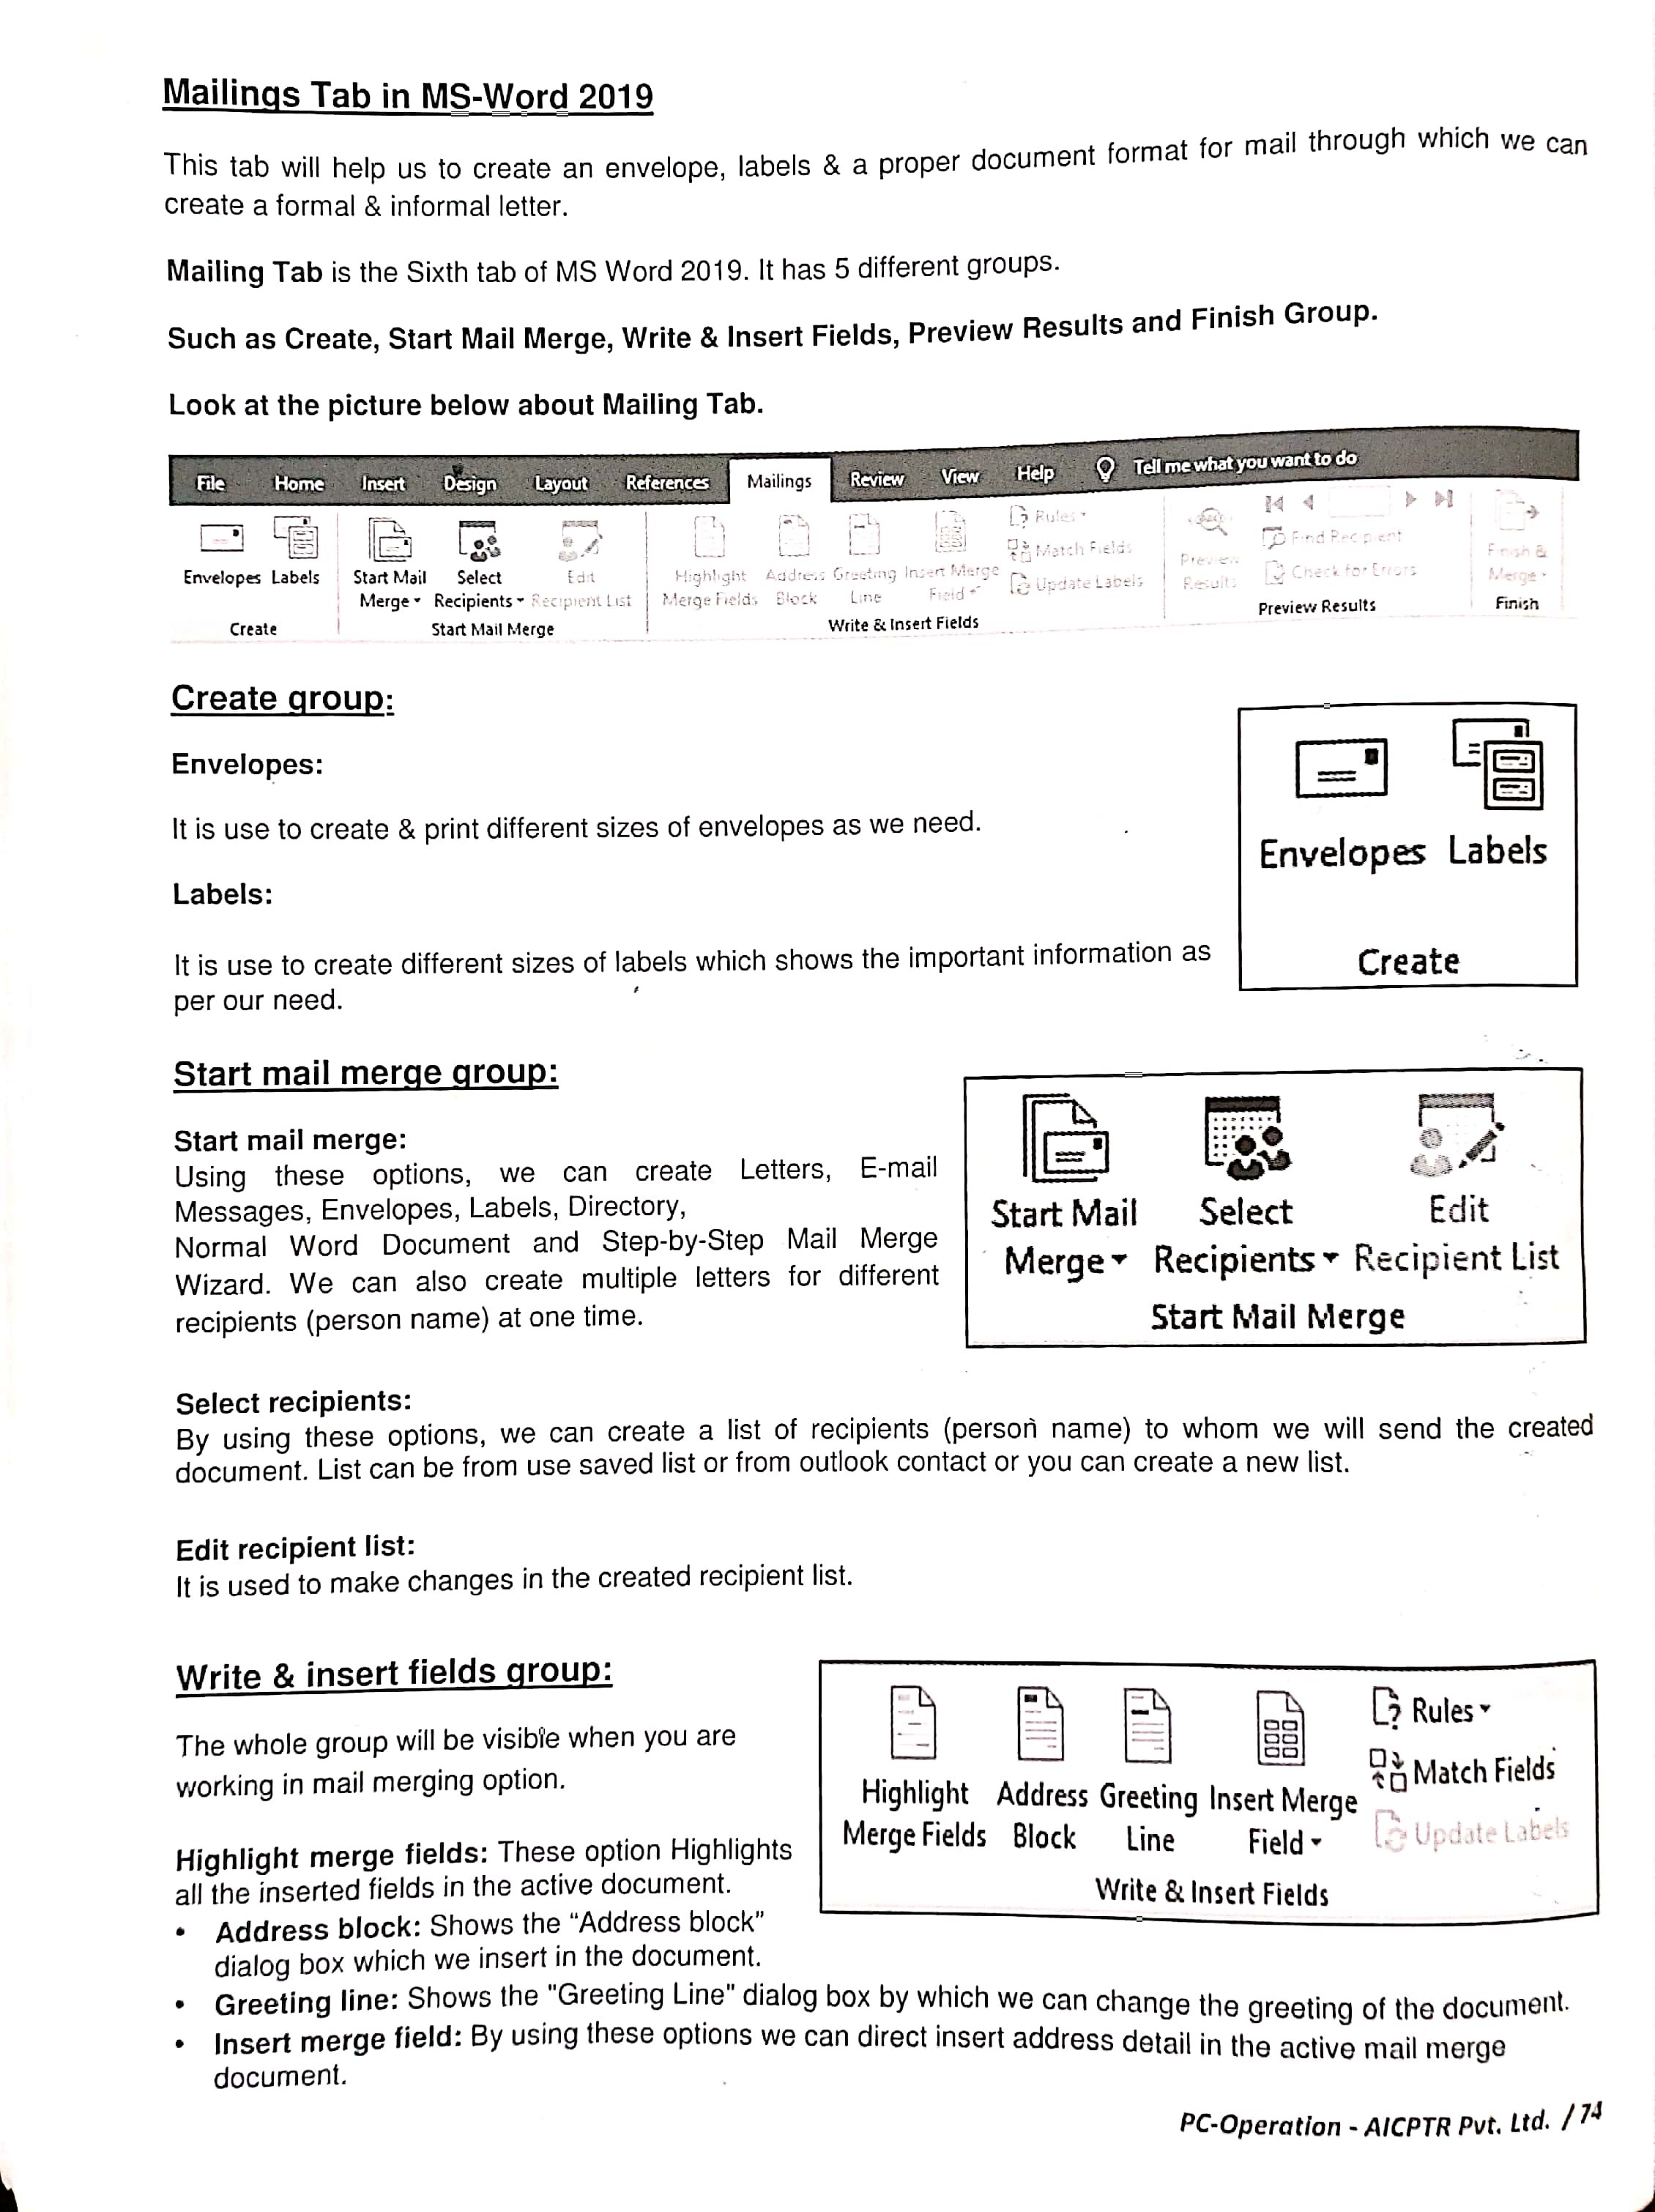 Mailings Tab in MS-Word 2019
This tab will help us to create an envelope, labels & a proper document format for mail through which we can
create a formal & informal letter.
Mailing Tab is the Sixth tab of MS Word 2019. It has 5 different groups.
Such as Create, Start Mail Merge, Write & Insert Fields, Preview Results and Finish Group.
Look at the picture below about Mailing Tab.
File Home Insert Design Layout References Mailings Review View Help Tell me what you want to do
Envelopes Labels
Create
Start Mail Merge Select Recipients Edit Recipient List
Start Mail Merge
Highlight Merge Fields Address Block Greeting Line Insert Merge Field
Rules
Match Fields
Update Labels
Write & Insert Fields
Preview Results
Find Recipient
Check for Errors
Preview Results
Finish & Merge
Finish
Create group:
Envelopes:
It is use to create & print different sizes of envelopes as we need.
Labels:
It is use to create different sizes of labels which shows the important information as
per our need.
Envelopes Labels
Create
Start mail merge group:
Start mail merge:
Using these options, we can create Letters, E-mail
Messages, Envelopes, Labels, Directory,
Normal Word Document and Step-by-Step Mail Merge
Wizard. We can also create multiple letters for different
recipients (person name) at one time.
Start Mail Select Edit
Merge Recipients Recipient List
Start Mail Merge
Select recipients:
By using these options, we can create a list of recipients (person name) to whom we will send the created
document. List can be from use saved list or from outlook contact or you can create a new list.
Edit recipient list:
It is used to make changes in the created recipient list.
Write & insert fields group:
The whole group will be visible when you are
working in mail merging option.
Highlight merge fields: These option Highlights
all the inserted fields in the active document.
Highlight Address Greeting Insert Merge
Merge Fields Block Line Field
Rules
Match Fields
Update Labels
Write & Insert Fields
• Address block: Shows the “Address block”
dialog box which we insert in the document.
• Greeting line: Shows the "Greeting Line" dialog box by which we can change the greeting of the document.
• Insert merge field: By using these options we can direct insert address detail in the active mail merge
document.
PC-Operation - AICPTR Pvt. Ltd. / 74